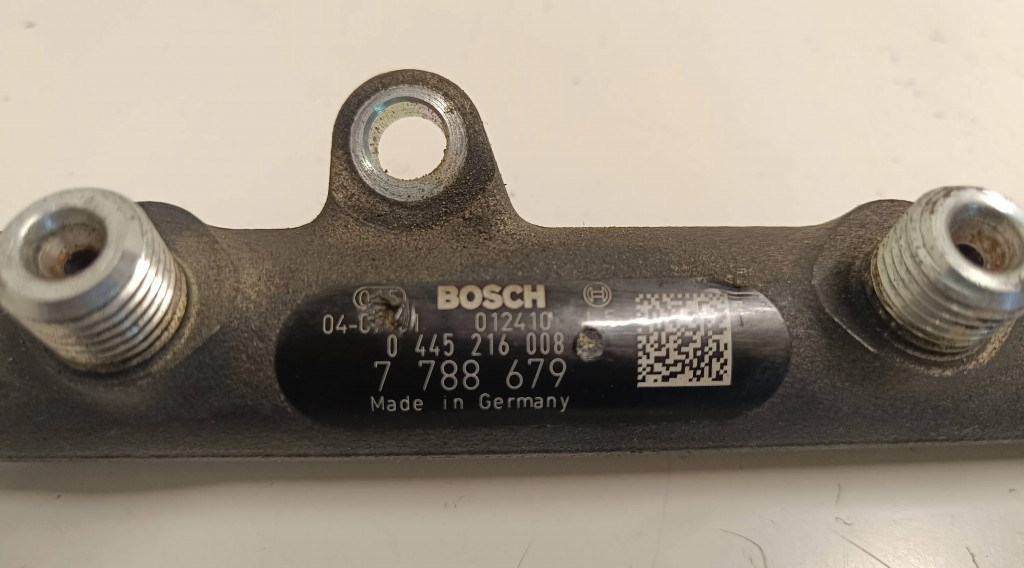 BOSCH
012410
0 445 216 008
7 788 679
Made in Germany